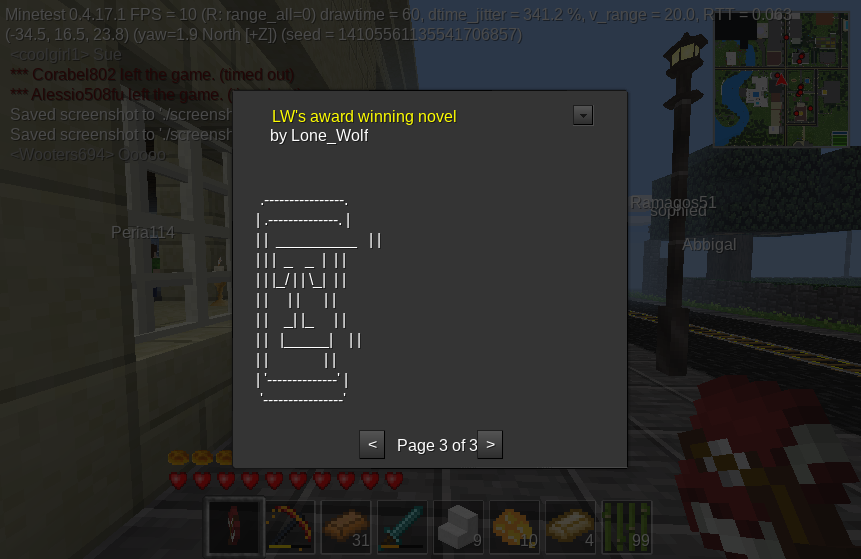 Minetest 0.4.17.1 FPS = 10 (R: range_all=0) drawtime = 60, dtime_jitter = 341.2 %, v_range = 20.0, RTT = 0.063
(-34.5, 16.5, 23.8) (yaw=1.9 North [+Z]) (seed = 14105561135541706857)
<coolgirl1> Sue
*** Corabel802 left the game. (timed out)
*** Alessio508fu left the game.
Saved screenshot to './screensh
Saved screenshot to './screensh
<Wooters694> Ooooo
LW's award winning novel
by Lone_Wolf
.----------------.
| .--------------. |
| |  __________   | |
| | |  _   _  |  | |
| | |_/ | | \_|  | |
| |     | |      | |
| |    _| |_     | |
| |   |_____|    | |
| |              | |
| '--------------' |
'----------------'
Page 3 of 3
<
>
Perla114
Ramagos51
sophied
Abbigal
31
9
10
4
99